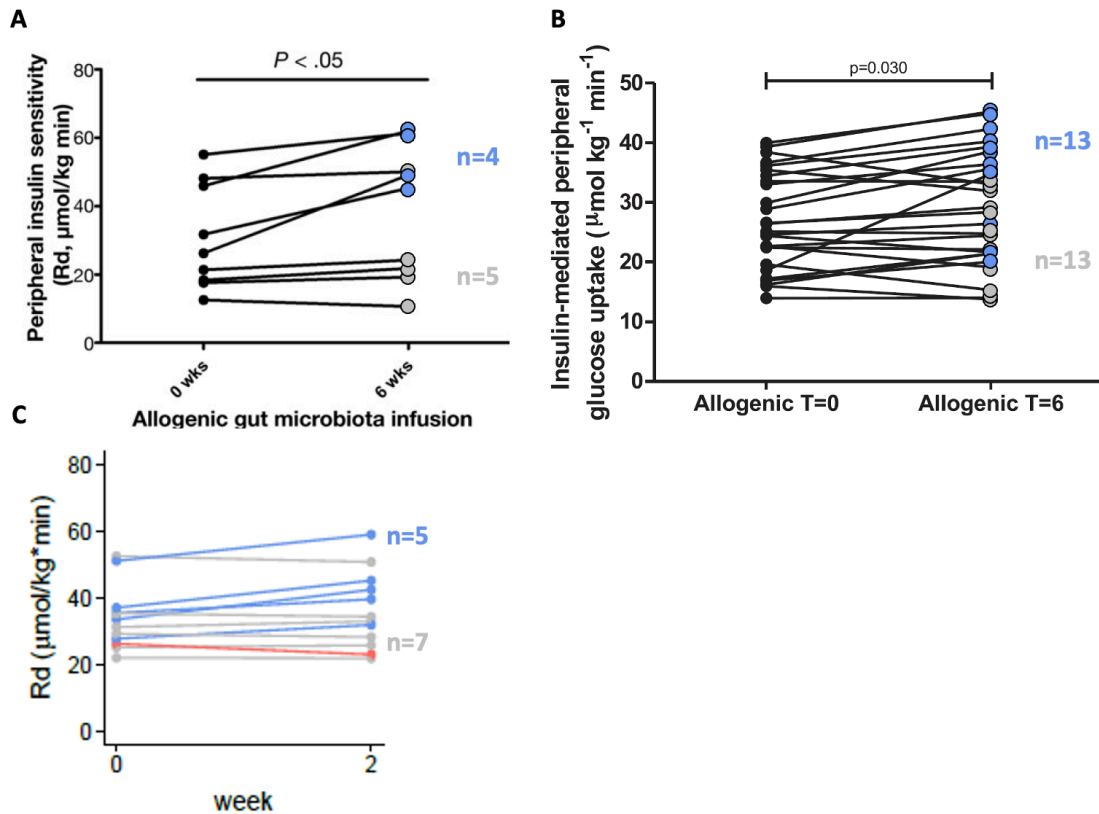 A
P < .05
Peripheral insulin sensitivity
(Rd, μmol/kg min)
80
60
40
20
0
n=4
n=5
0 wks
6 wks
Allogenic gut microbiota infusion
B
p=0.030
Insulin-mediated peripheral
glucose uptake (μmol kg⁻¹ min⁻¹)
50
40
30
20
10
0
n=13
n=13
Allogenic T=0
Allogenic T=6
C
Rd (μmol/kg*min)
80
60
40
20
0
n=5
n=7
0
2
week